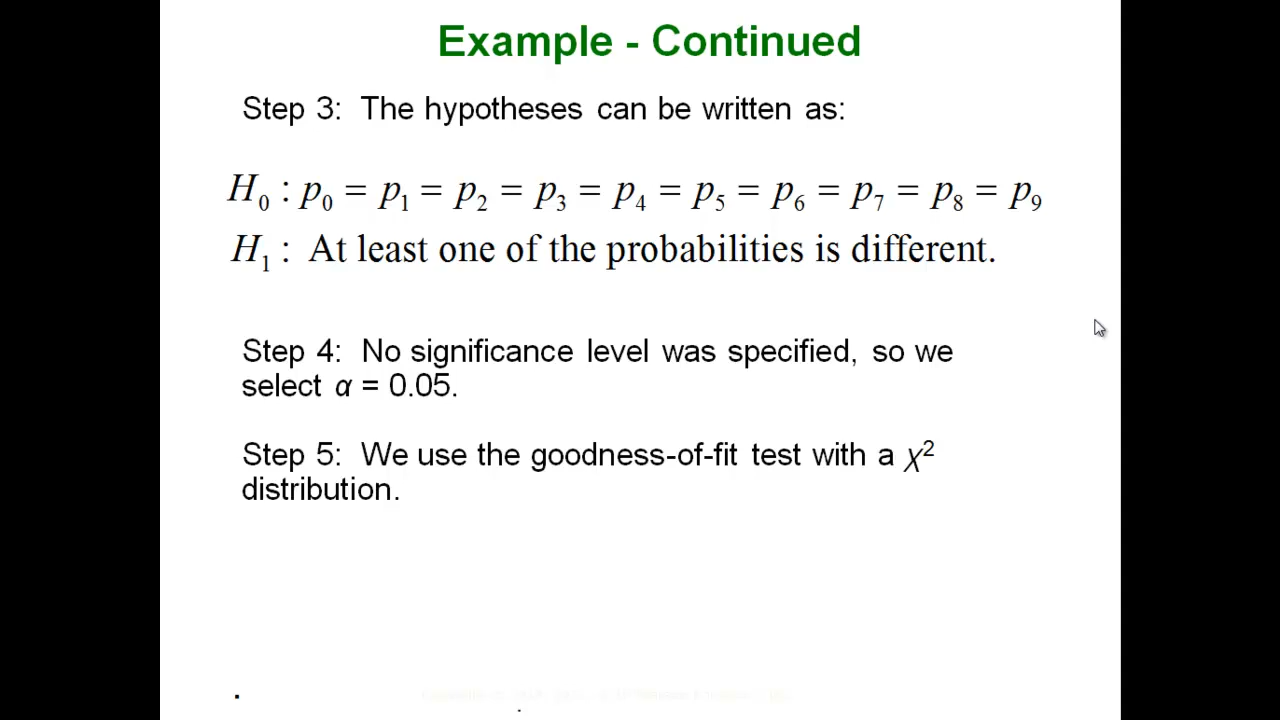 Example - Continued
Step 3: The hypotheses can be written as:
H₀ : p₀ = p₁ = p₂ = p₃ = p₄ = p₅ = p₆ = p₇ = p₈ = p₉
H₁ : At least one of the probabilities is different.
Step 4: No significance level was specified, so we
select α = 0.05.
Step 5: We use the goodness-of-fit test with a χ²
distribution.